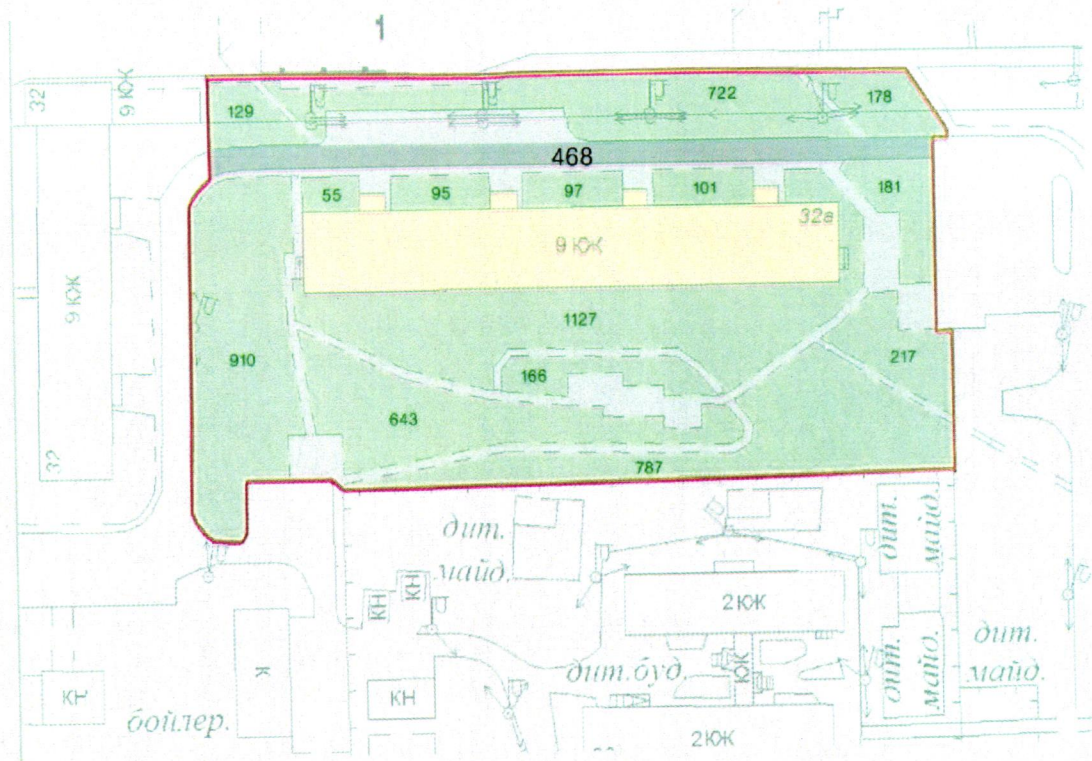 1
32
9 ЮЖ
129
722
178
468
55
95
97
101
181
32в
9 ЮЖ
9 ЮЖ
1127
910
166
217
643
32
787
дит.
майд.
дит.
майд.
КН
КН
2 ЮЖ
дит.
майд.
дит.
майд.
дит.буд.
ЮЖ
К
КН
КН
бойлер.
2 ЮЖ